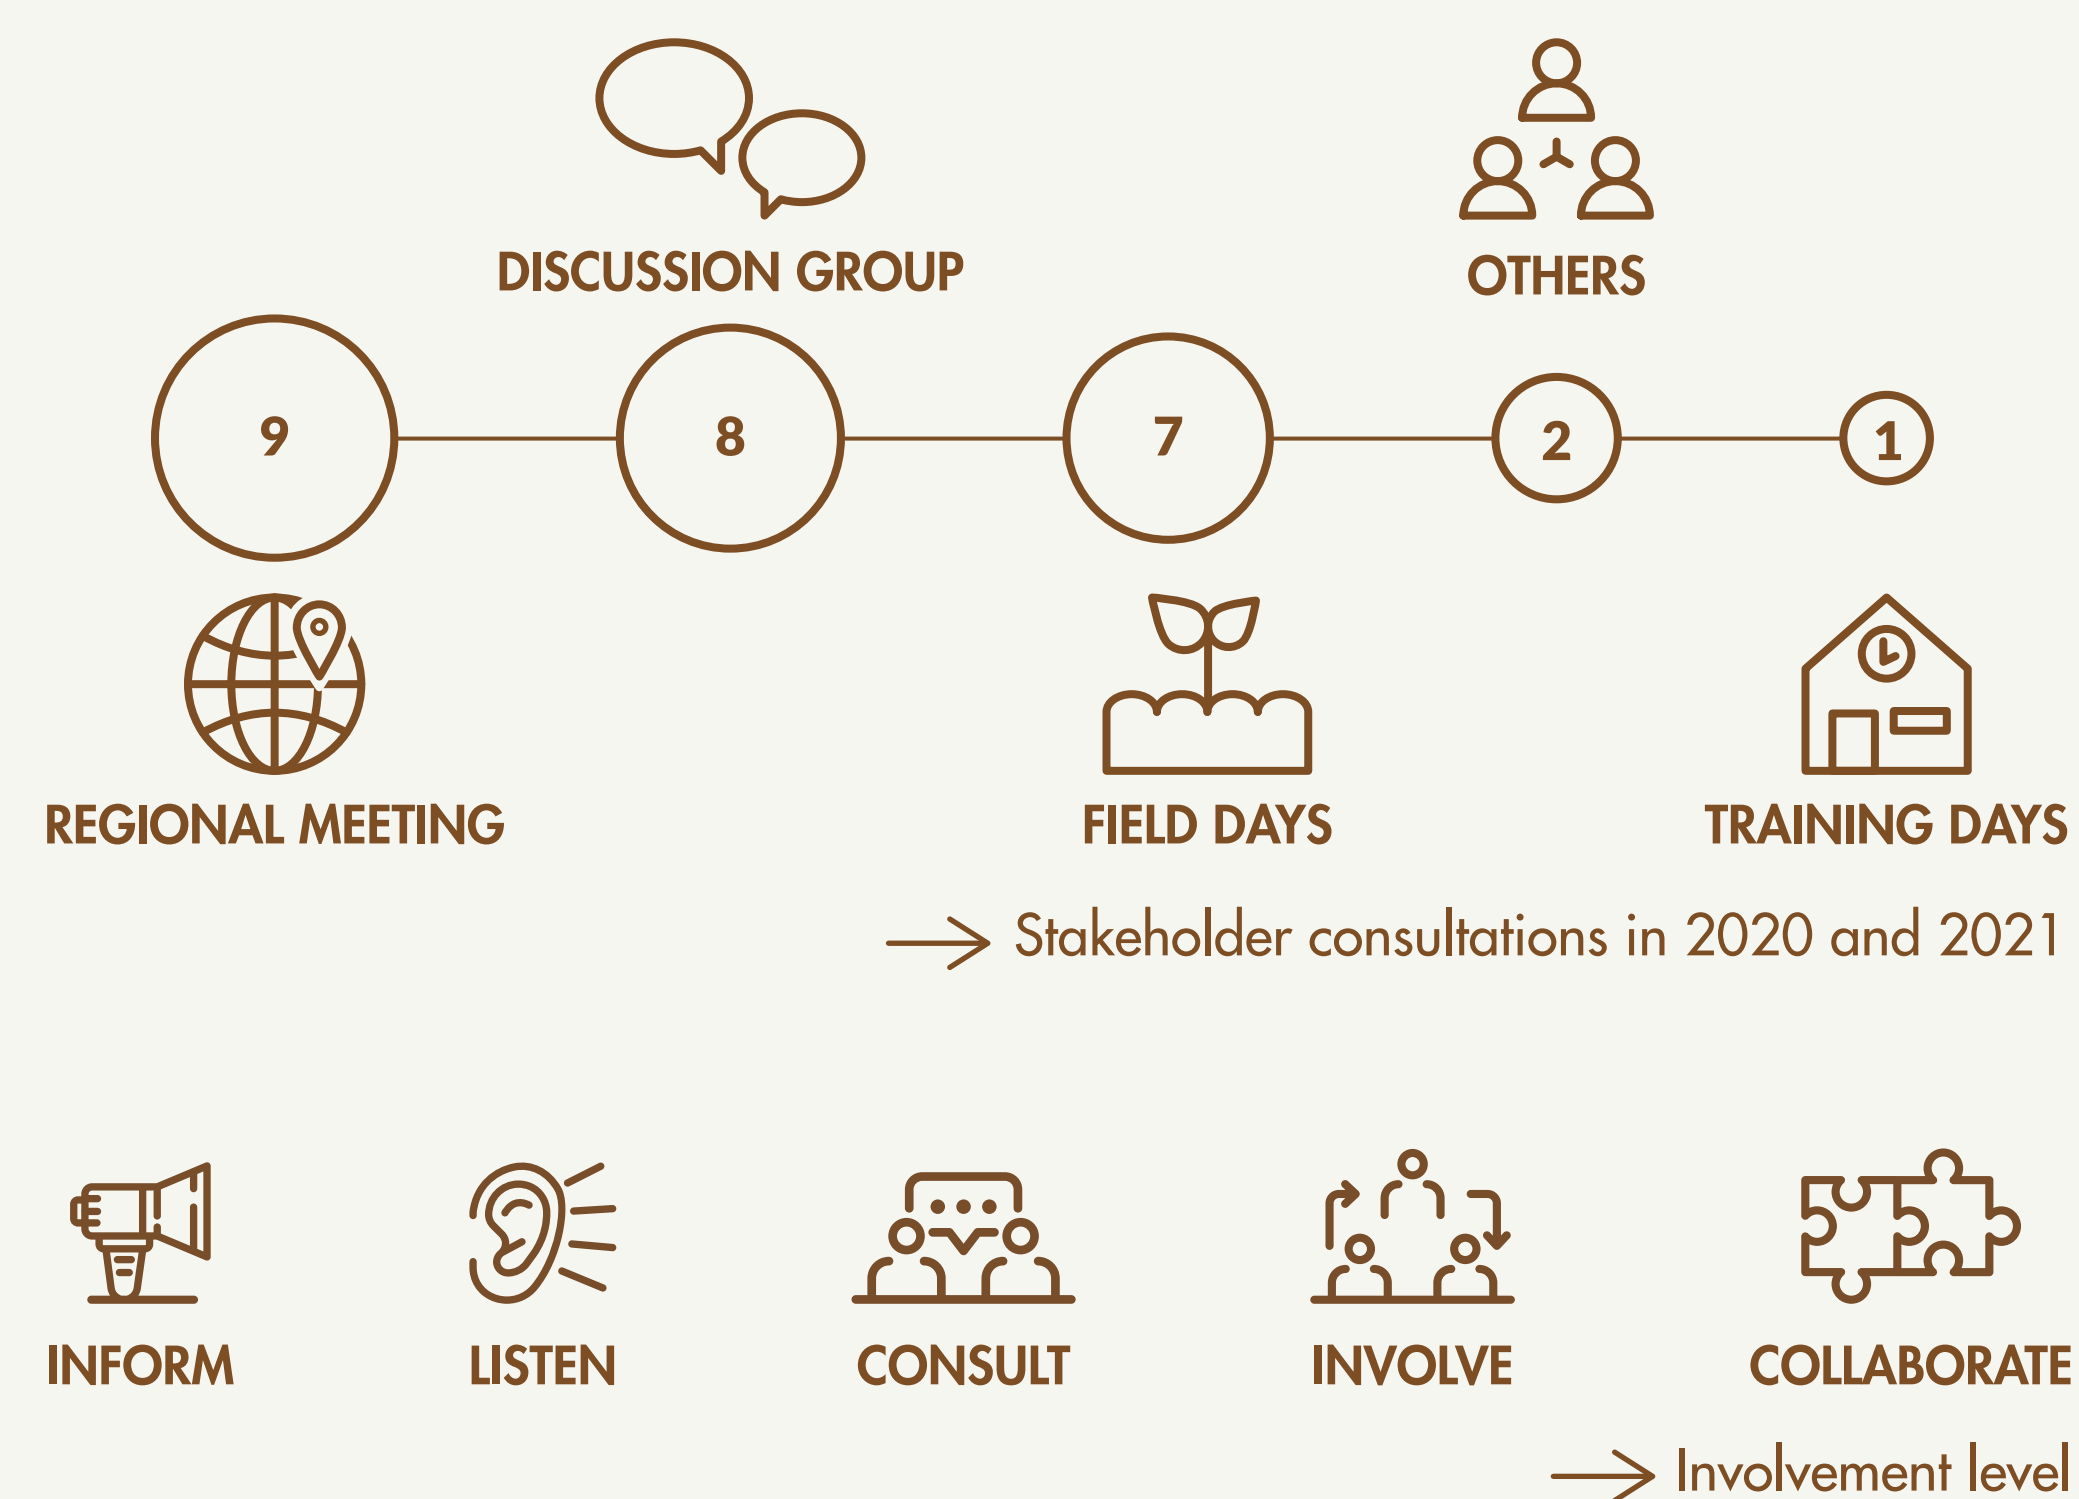 DISCUSSION GROUP
OTHERS
9
8
7
2
1
REGIONAL MEETING
FIELD DAYS
TRAINING DAYS
Stakeholder consultations in 2020 and 2021
INFORM
LISTEN
CONSULT
INVOLVE
COLLABORATE
Involvement level